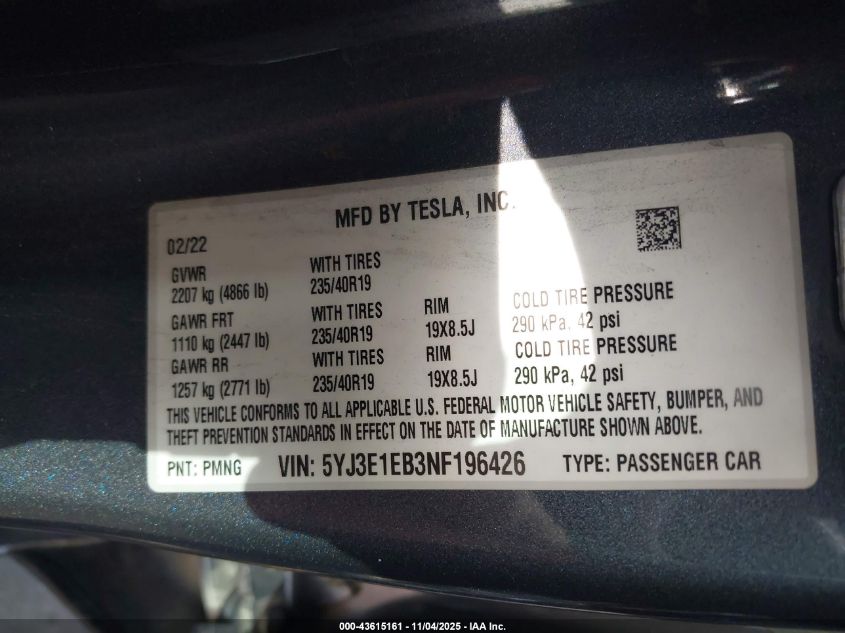 MFD BY TESLA, INC.
02/22
GVWR
2207 kg (4866 lb)
WITH TIRES
235/40R19
GAWR FRT
1110 kg (2447 lb)
WITH TIRES
235/40R19
RIM
19X8.5J
COLD TIRE PRESSURE
290 kPa, 42 psi
GAWR RR
1257 kg (2771 lb)
WITH TIRES
235/40R19
RIM
19X8.5J
COLD TIRE PRESSURE
290 kPa, 42 psi
THIS VEHICLE CONFORMS TO ALL APPLICABLE U.S. FEDERAL MOTOR VEHICLE SAFETY, BUMPER, AND
THEFT PREVENTION STANDARDS IN EFFECT ON THE DATE OF MANUFACTURE SHOWN ABOVE.
PNT: PMNG VIN: 5YJ3E1EB3NF196426 TYPE: PASSENGER CAR
000-43615161 - 11/04/2025 - IAA Inc.